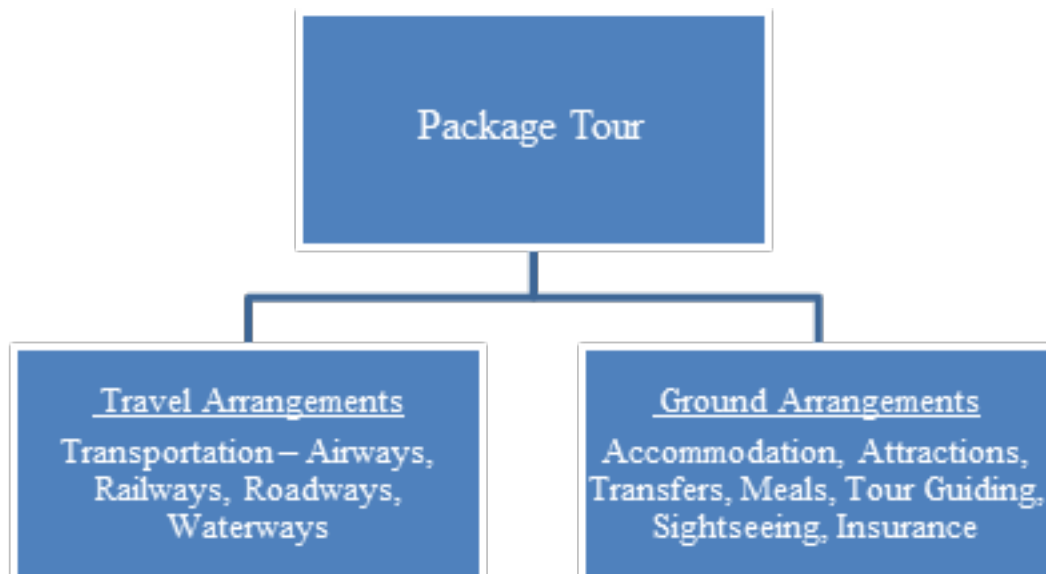 Package Tour
Travel Arrangements
Transportation – Airways,
Railways, Roadways,
Waterways
Ground Arrangements
Accommodation, Attractions,
Transfers, Meals, Tour Guiding,
Sightseeing, Insurance